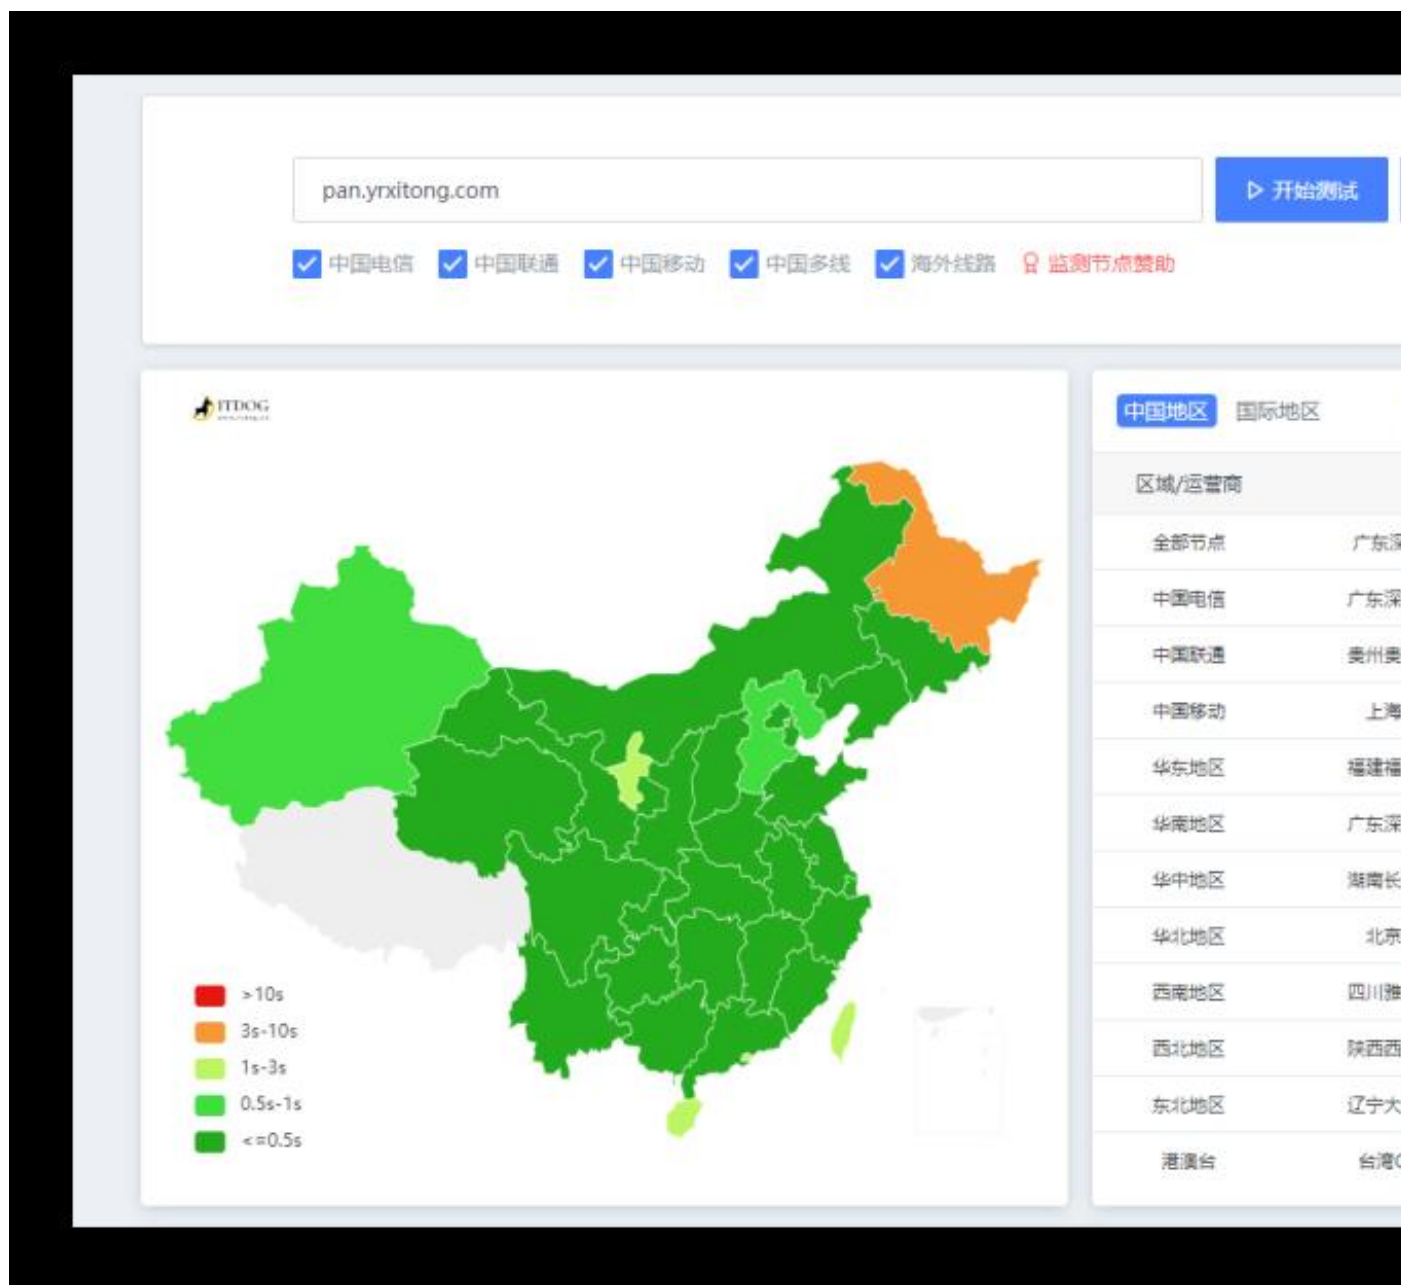 pan.yrxitong.com
开始测试
中国电信 中国联通 中国移动 中国多线 海外线路 监测节点赞助
ITDOG
中国地区 国际地区
区域/运营商
全部节点 广东深
中国电信 广东深
中国联通 贵州贵
中国移动 上海
华东地区 福建福
华南地区 广东深
华中地区 湖南长
华北地区 北京
西南地区 四川雅
西北地区 陕西西
东北地区 辽宁大
港澳台 台湾
>10s
3s-10s
1s-3s
0.5s-1s
<=0.5s